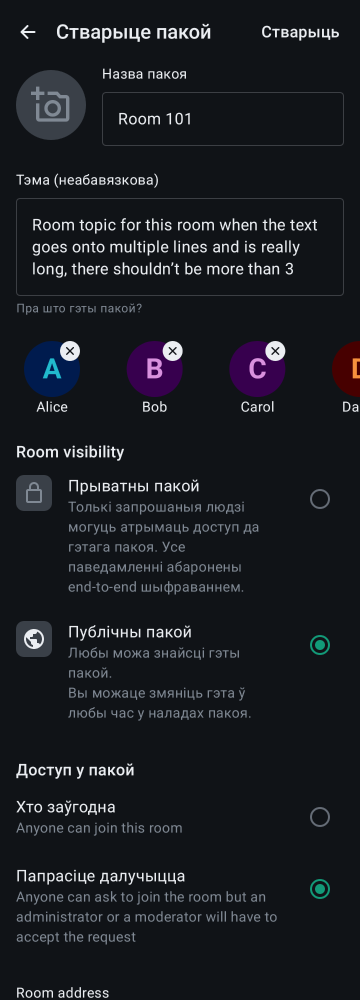 Стварыце пакой
Стварыць
Назва пакоя
Room 101
Тэма (неабавязкова)
Room topic for this room when the text
goes onto multiple lines and is really
long, there shouldn’t be more than 3
Пра што гэты пакой?
A B C
Alice Bob Carol Da
Room visibility
Прыватны пакой
Толькі запрошаныя людзі
могуць атрымаць доступ да
гэтага пакоя. Усе
паведамленні абаронены
end-to-end шыфраваннем.
Публічны пакой
Любы можа знайсці гэты
пакой.
Вы можаце змяніць гэта ў
любы час у наладах пакоя.
Доступ у пакой
Хто заўгодна
Anyone can join this room
Папрасіце далучыцца
Anyone can ask to join the room but an
administrator or a moderator will have to
accept the request
Room address